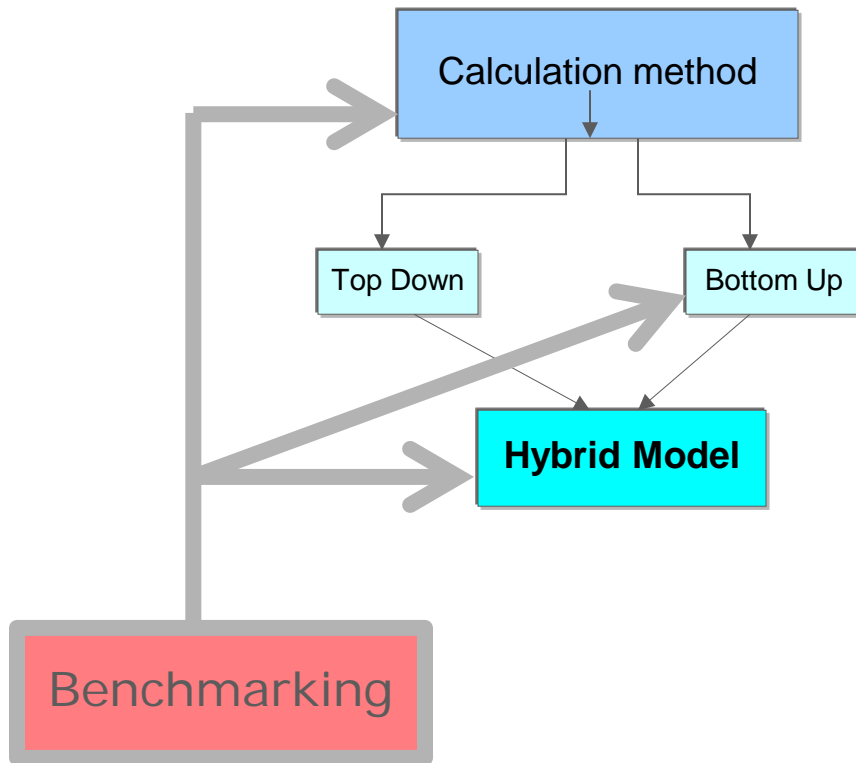 Calculation method
Top Down
Bottom Up
Hybrid Model
Benchmarking